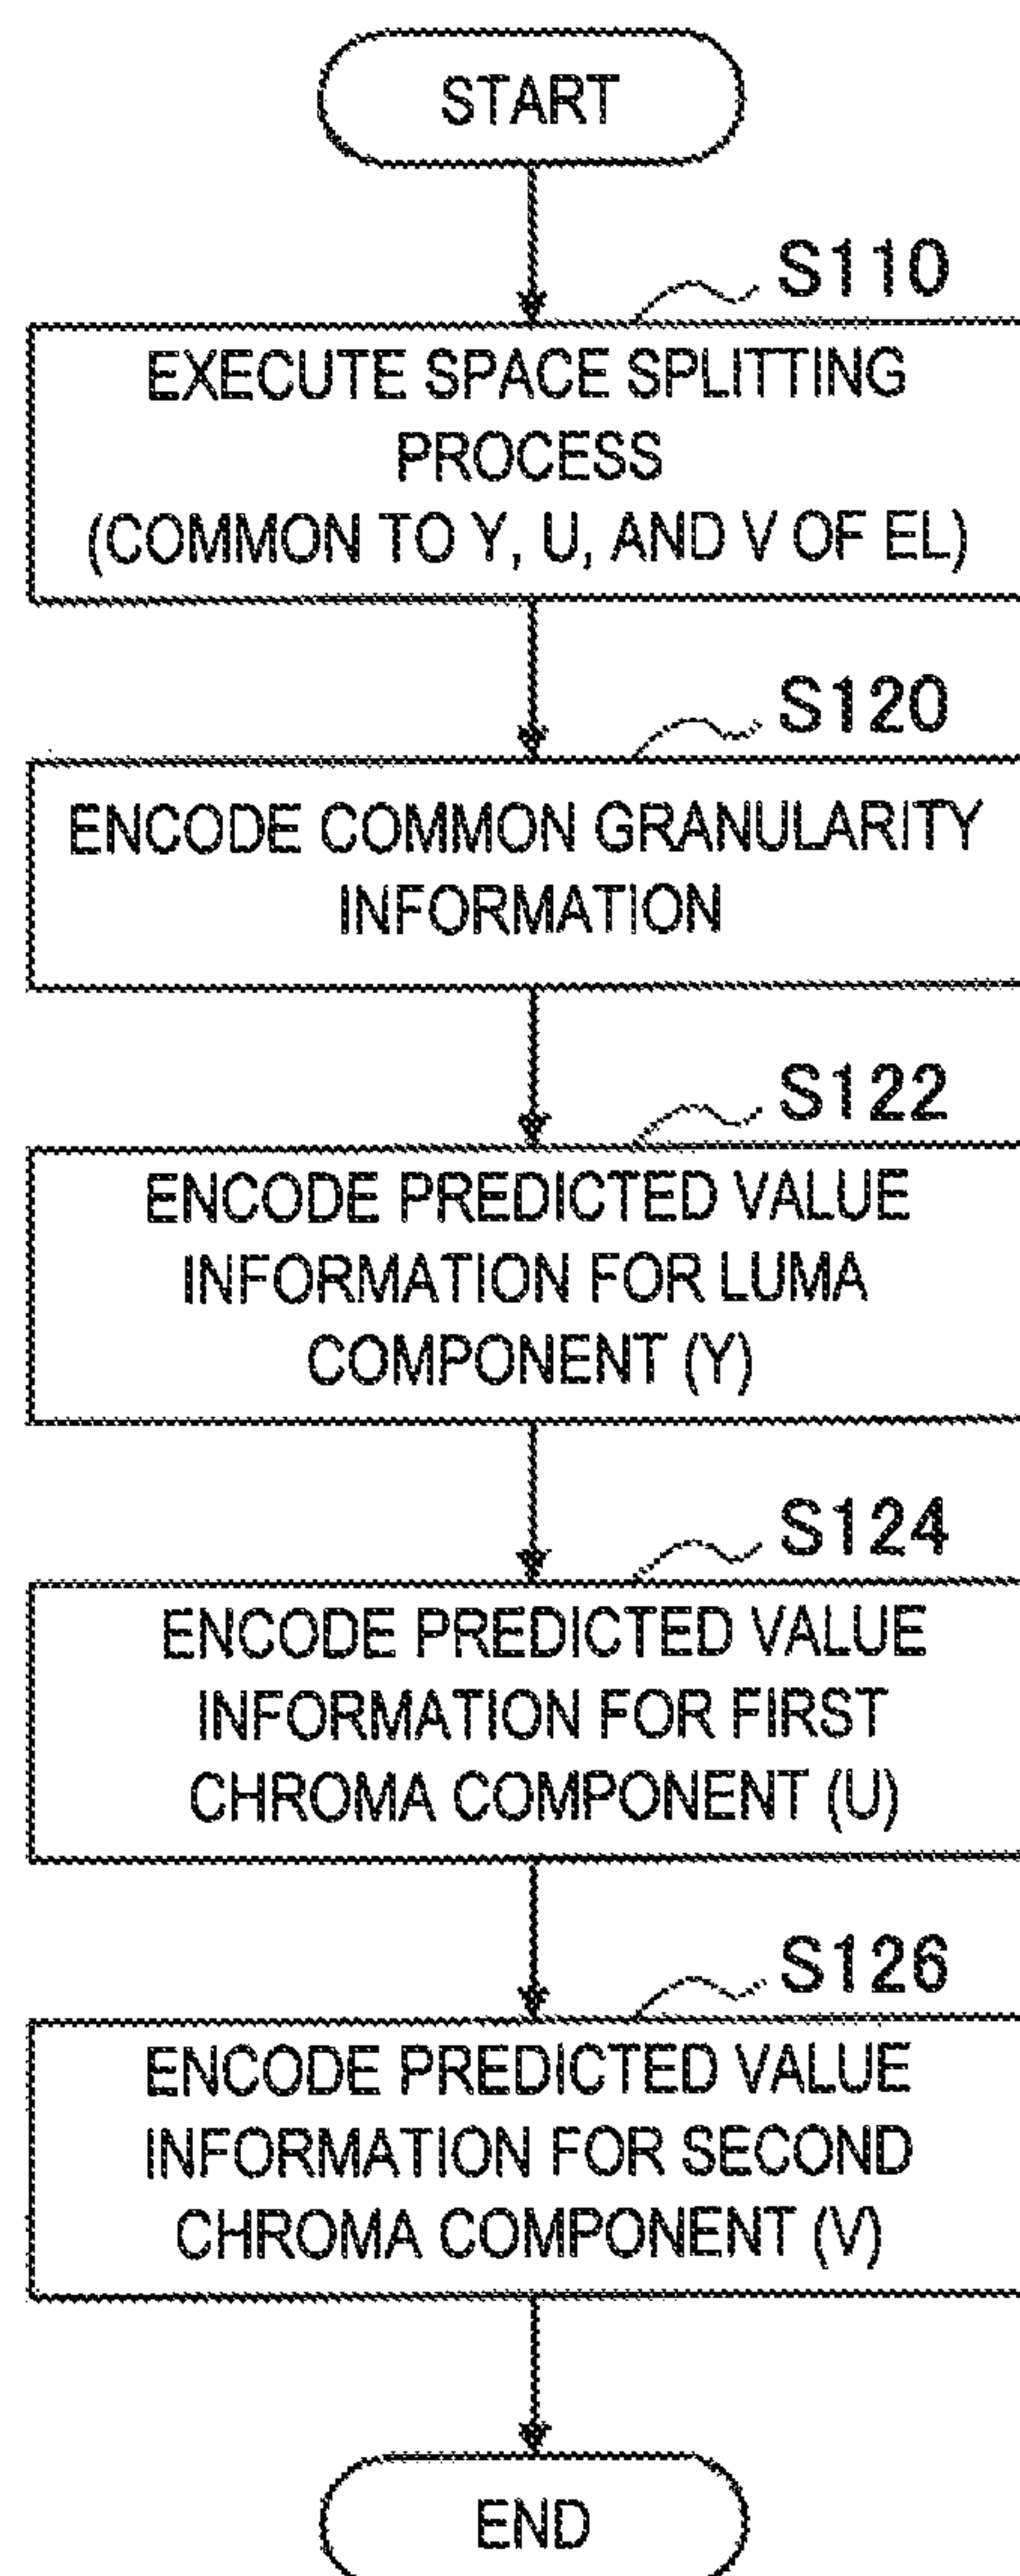 START
S110
EXECUTE SPACE SPLITTING
PROCESS
(COMMON TO Y, U, AND V OF EL)
S120
ENCODE COMMON GRANULARITY
INFORMATION
S122
ENCODE PREDICTED VALUE
INFORMATION FOR LUMA
COMPONENT (Y)
S124
ENCODE PREDICTED VALUE
INFORMATION FOR FIRST
CHROMA COMPONENT (U)
S126
ENCODE PREDICTED VALUE
INFORMATION FOR SECOND
CHROMA COMPONENT (V)
END